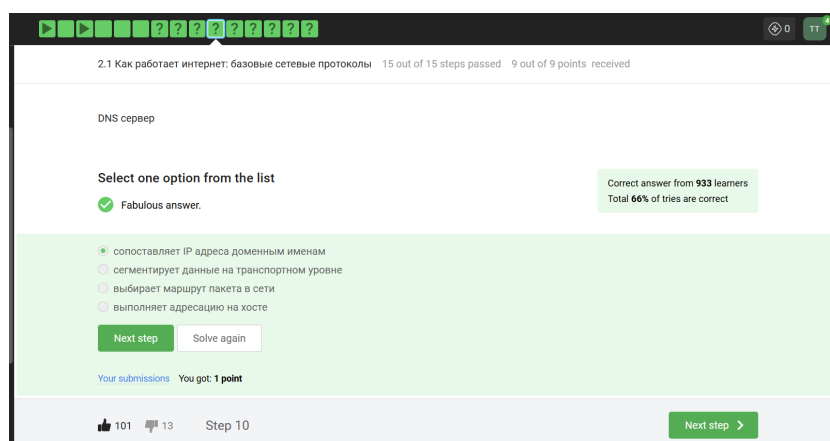 ? ? ? ? ? ? ? ? ?
0
TT
4
2.1 Как работает интернет: базовые сетевые протоколы 15 out of 15 steps passed 9 out of 9 points received
DNS сервер
Select one option from the list
Correct answer from 933 learners
Total 66% of tries are correct
Fabulous answer.
сопоставляет IP адреса доменным именам
сегментирует данные на транспортном уровне
выбирает маршрут пакета в сети
выполняет адресацию на хосте
Next step Solve again
Your submissions You got: 1 point
101 13 Step 10 Next step